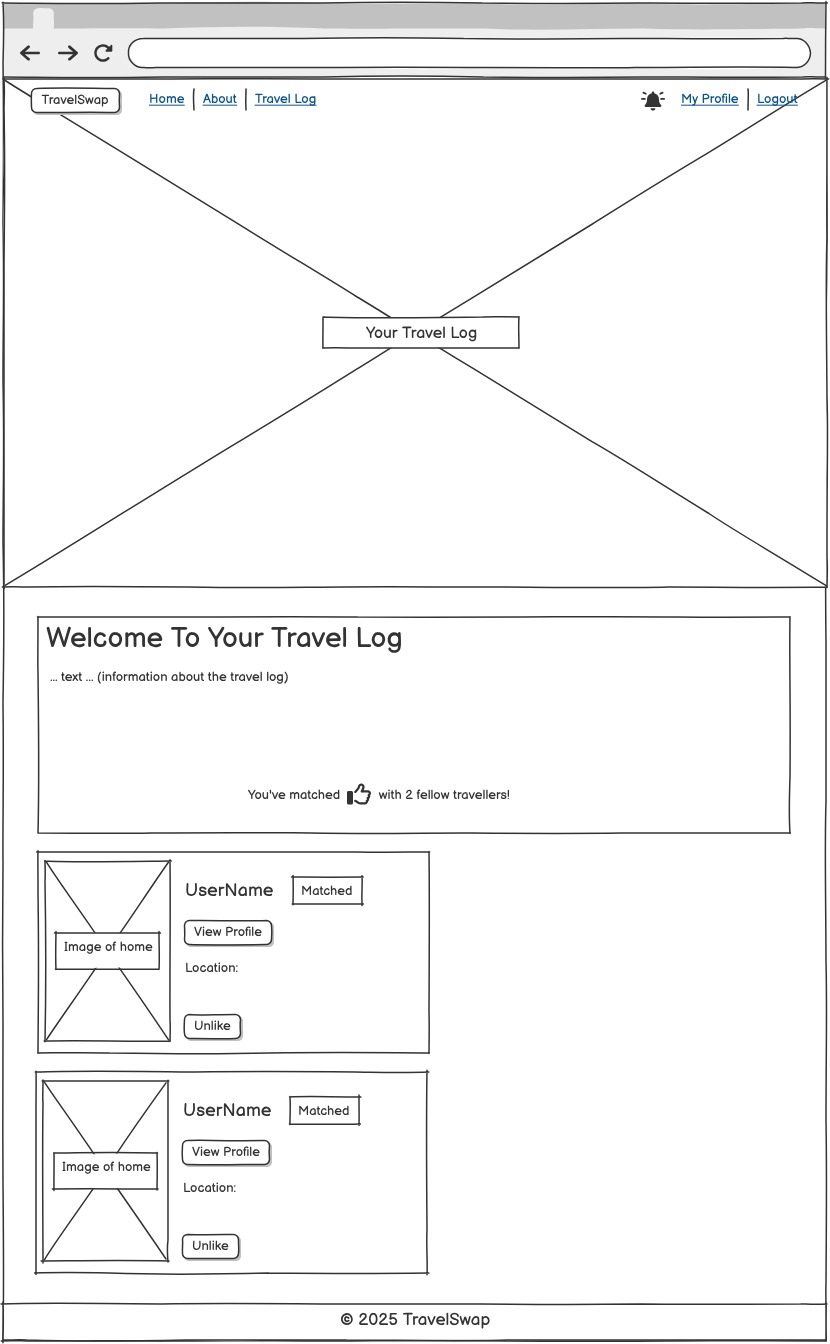 TravelSwap Home About Travel Log My Profile Logout
Your Travel Log
Welcome To Your Travel Log
... text ... (information about the travel log)
You've matched with 2 fellow travellers!
UserName Matched
View Profile
Image of home
Location:
Unlike
UserName Matched
View Profile
Image of home
Location:
Unlike
© 2025 TravelSwap